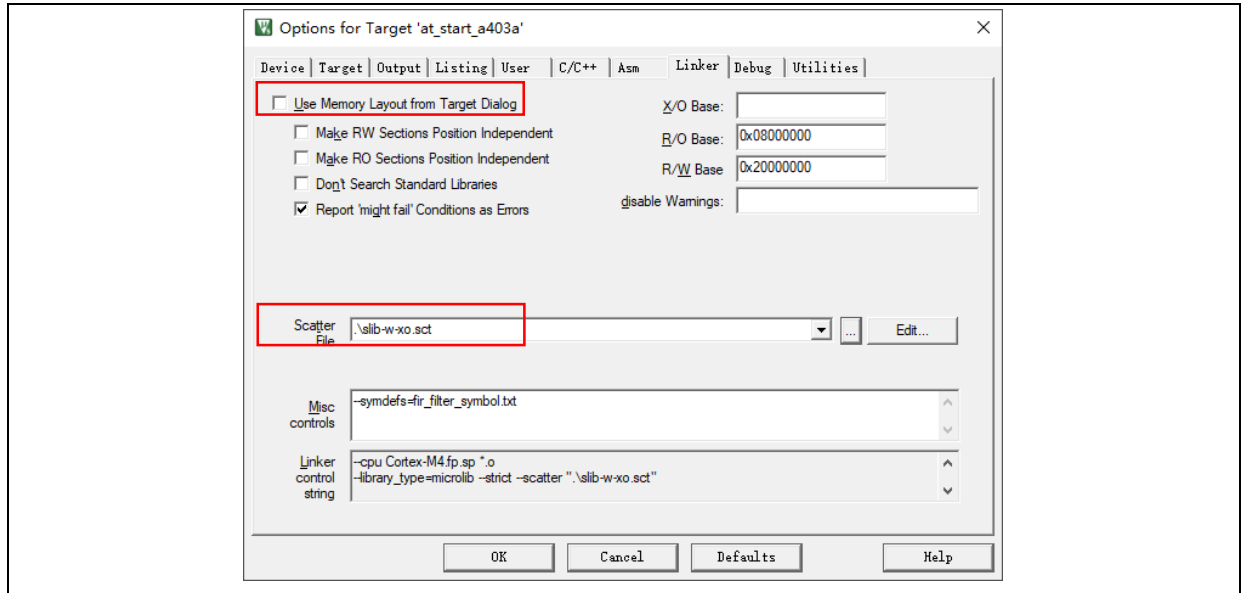 Options for Target 'at_start_a403a'
Device Target Output Listing User C/C++ Asm Linker Debug Utilities
Use Memory Layout from Target Dialog
X/O Base:
Make RW Sections Position Independent
R/O Base: 0x08000000
Make RO Sections Position Independent
R/W Base 0x20000000
Don't Search Standard Libraries
disable Warnings:
Report 'might fail' Conditions as Errors
Scatter File .\slib-w-xo.sct ... Edit...
Misc controls --symdefs=fir_filter_symbol.txt
Linker control string --cpu Cortex-M4.fp.sp *.o
--library_type=microlib --strict --scatter ".\slib-w-xo.sct"
OK Cancel Defaults Help